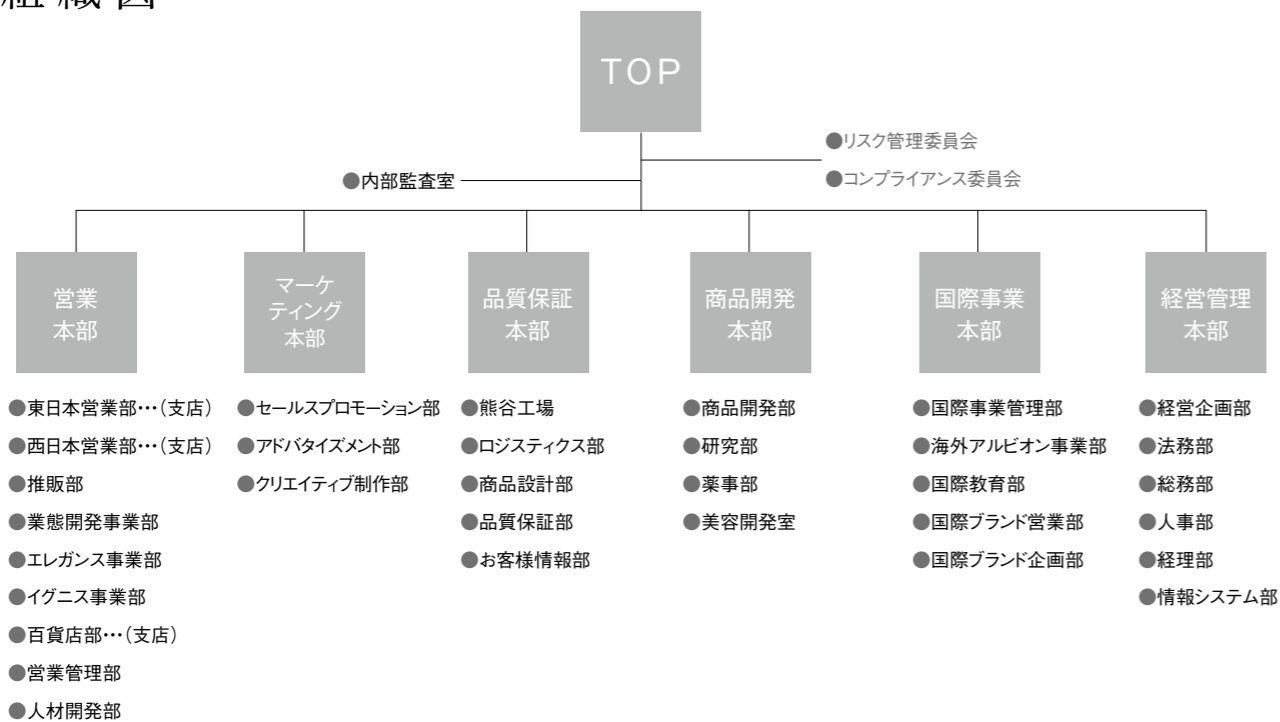 組織図
TOP
●リスク管理委員会
●コンプライアンス委員会
●内部監査室
営業
本部
マーケ
ティング
本部
品質保証
本部
商品開発
本部
国際事業
本部
経営管理
本部
●東日本営業部…(支店)
●西日本営業部…(支店)
●推販部
●業態開発事業部
●エレガンス事業部
●イグニス事業部
●百貨店部…(支店)
●営業管理部
●人材開発部
●セールスプロモーション部
●アドバタイズメント部
●クリエイティブ制作部
●熊谷工場
●ロジスティクス部
●商品設計部
●品質保証部
●お客様情報部
●商品開発部
●研究部
●薬事部
●美容開発室
●国際事業管理部
●海外アルビオン事業部
●国際教育部
●国際ブランド営業部
●国際ブランド企画部
●経営企画部
●法務部
●総務部
●人事部
●経理部
●情報システム部